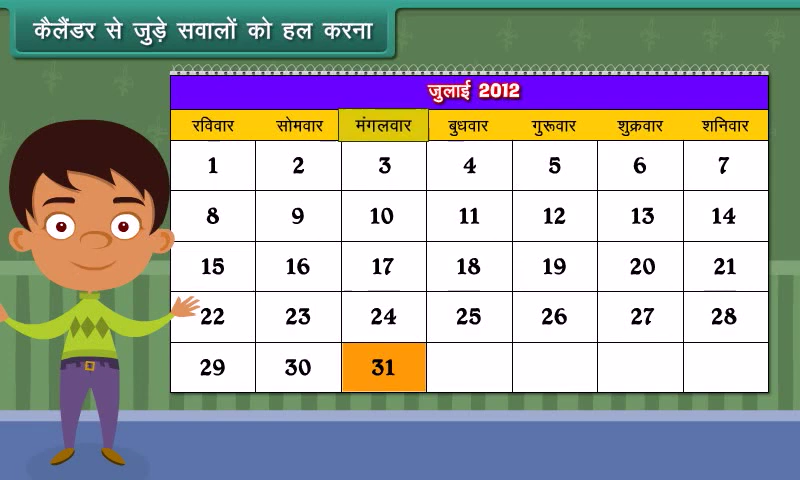 कैलैंडर से जुड़े सवालों को हल करना
जुलाई 2012
रविवार सोमवार मंगलवार बुधवार गुरूवार शुक्रवार शनिवार
1 2 3 4 5 6 7
8 9 10 11 12 13 14
15 16 17 18 19 20 21
22 23 24 25 26 27 28
29 30 31